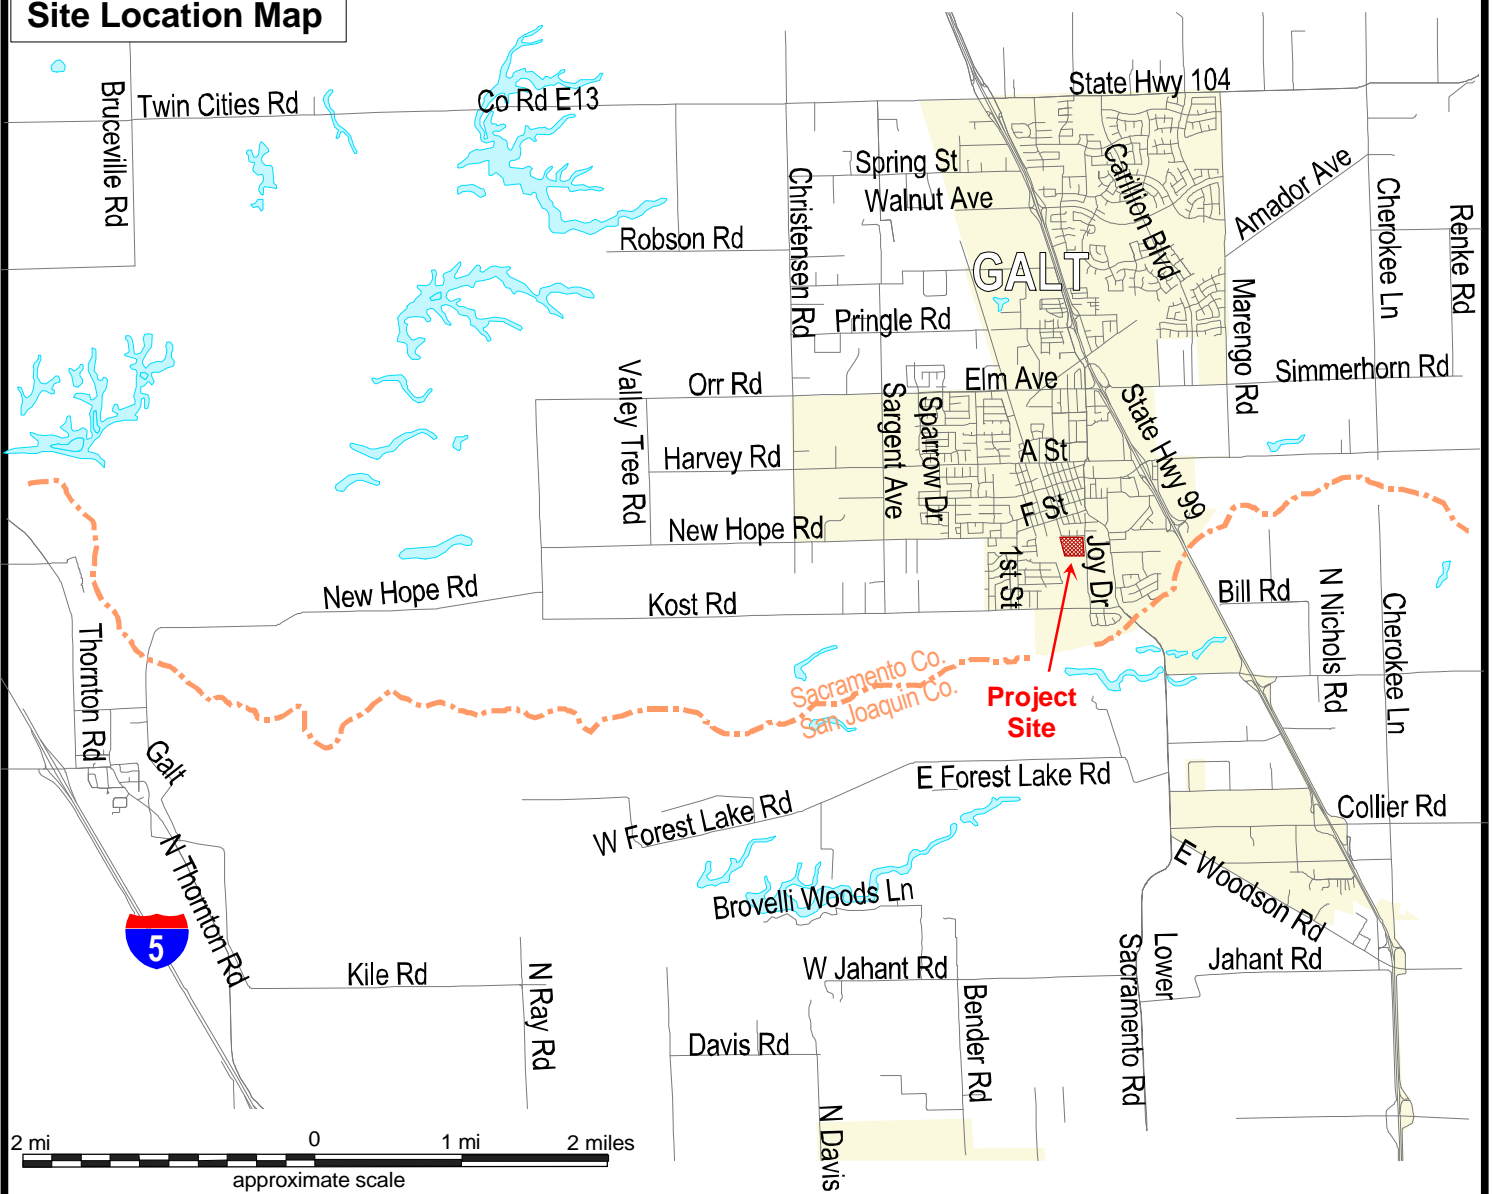 Site Location Map
State Hwy 104
Twin Cities Rd
Co Rd E13
Bruceville Rd
Spring St
Walnut Ave
Carillion Blvd
Amador Ave
Christensen Rd
Cherokee Ln
Renke Rd
Robson Rd
GALT
Marengo Rd
Pringle Rd
Simmerhorn Rd
Valley Tree Rd
Orr Rd
Elm Ave
Sargent Ave
Sparrow Dr
State Hwy 99
Harvey Rd
A St
F St
New Hope Rd
1st St
Joy Dr
New Hope Rd
Kost Rd
Bill Rd
N Nichols Rd
Cherokee Ln
Thornton Rd
Sacramento Co.
San Joaquin Co.
Project
Site
Galt
E Forest Lake Rd
W Forest Lake Rd
Collier Rd
N Thornton Rd
E Woodson Rd
Brovelli Woods Ln
5
Kile Rd
N Ray Rd
W Jahant Rd
Bender Rd
Lower
Sacramento Rd
Jahant Rd
Davis Rd
N Davis
2 mi
0
1 mi
2 miles
approximate scale